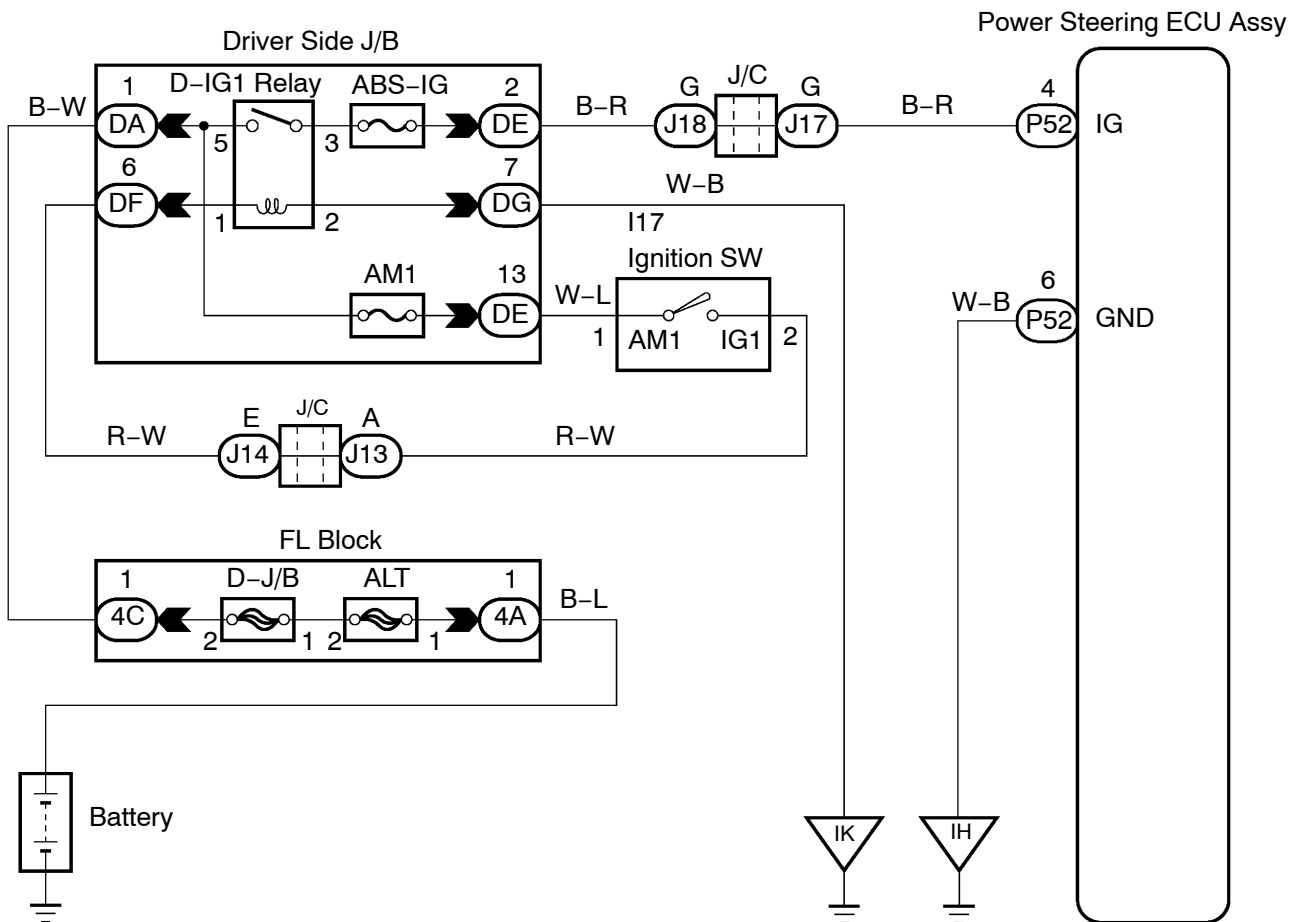 Power Steering ECU Assy
Driver Side J/B
1 D-IG1 Relay ABS-IG 2 G J/C G 4
B-W DA 5 3 DE B-R J18 J17 B-R P52 IG
6 7 W-B
DF 1 2 DG I17
Ignition SW
AM1 13 W-L 6
DE 1 AM1 IG1 2 W-B P52 GND
E J/C A
R-W J14 J13 R-W
FL Block
1 D-J/B ALT 1
4C 2 1 2 1 4A B-L
Battery
IK IH